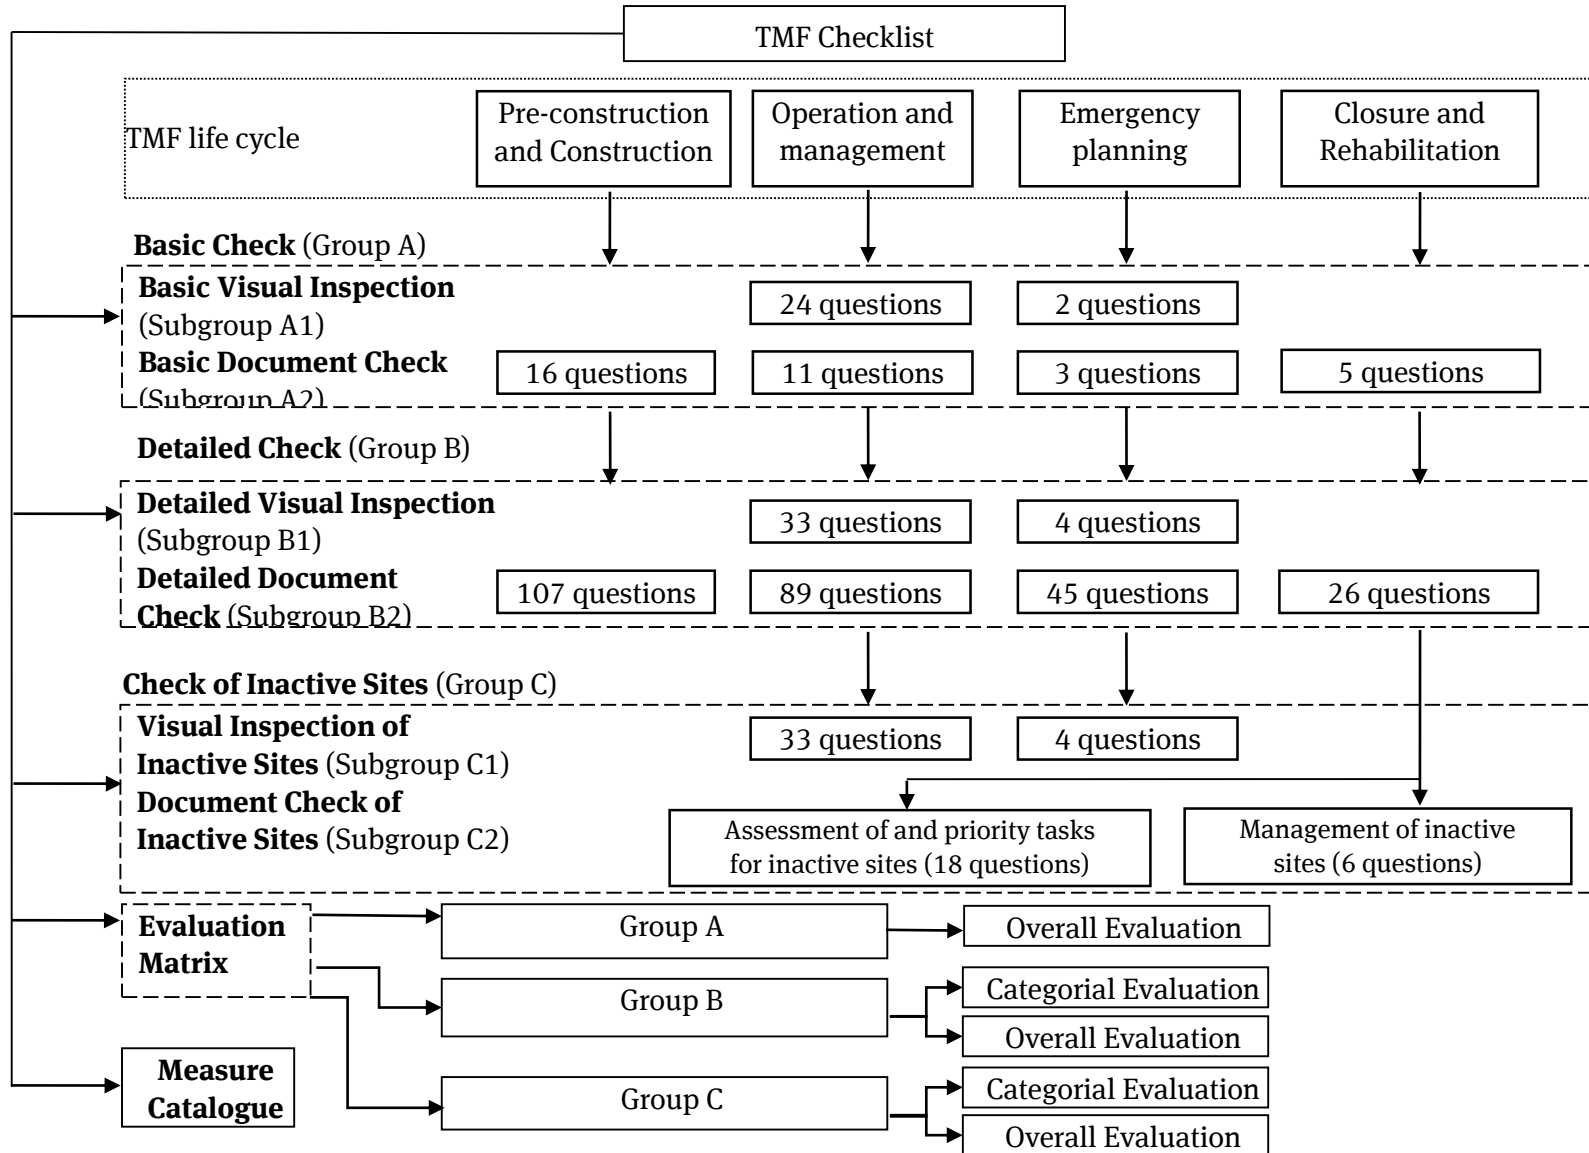 TMF Checklist
TMF life cycle
Pre-construction
and Construction
Operation and
management
Emergency
planning
Closure and
Rehabilitation
Basic Check (Group A)
Basic Visual Inspection
(Subgroup A1)
24 questions
2 questions
Basic Document Check
(Subgroup A2)
16 questions
11 questions
3 questions
5 questions
Detailed Check (Group B)
Detailed Visual Inspection
(Subgroup B1)
33 questions
4 questions
Detailed Document
Check (Subgroup B2)
107 questions
89 questions
45 questions
26 questions
Check of Inactive Sites (Group C)
Visual Inspection of
Inactive Sites (Subgroup C1)
33 questions
4 questions
Document Check of
Inactive Sites (Subgroup C2)
Assessment of and priority tasks
for inactive sites (18 questions)
Management of inactive
sites (6 questions)
Evaluation
Matrix
Group A
Overall Evaluation
Group B
Categorial Evaluation
Overall Evaluation
Measure
Catalogue
Group C
Categorial Evaluation
Overall Evaluation